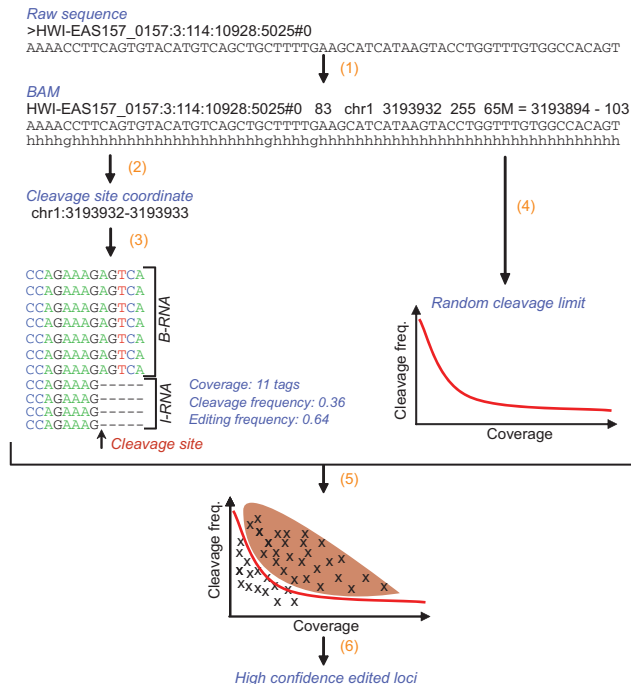 Raw sequence
>HWI-EAS157_0157:3:114:10928:5025#0
AAAACCTTCAGTGTACATGTCAGCTGCTTTTGAAGCATCATAAGTACCTGGTTTGTGGCCACAGT
(1)
BAM
HWI-EAS157_0157:3:114:10928:5025#0 83 chr1 3193932 255 65M = 3193894 - 103
AAAACCTTCAGTGTACATGTCAGCTGCTTTTGAAGCATCATAAGTACCTGGTTTGTGGCCACAGT
hhhhghhhhhhhhhhhhhhhhhhhhhghhhhghhhhhhhhhhhhhhhhhhhhhhhhhhhhhhhhh
(2)
Cleavage site coordinate
chr1:3193932-3193933
(3)
(4)
CCAGAAAGAGTCA
CCAGAAAGAGTCA
CCAGAAAGAGTCA
CCAGAAAGAGTCA
CCAGAAAGAGTCA
CCAGAAAGAGTCA
CCAGAAAGAGTCA
B-RNA
CCAGAAAG-----
CCAGAAAG-----
CCAGAAAG-----
CCAGAAAG-----
I-RNA
Coverage: 11 tags
Cleavage frequency: 0.36
Editing frequency: 0.64
Cleavage site
Random cleavage limit
Cleavage freq.
Coverage
(5)
Cleavage freq.
Coverage
(6)
High confidence edited loci